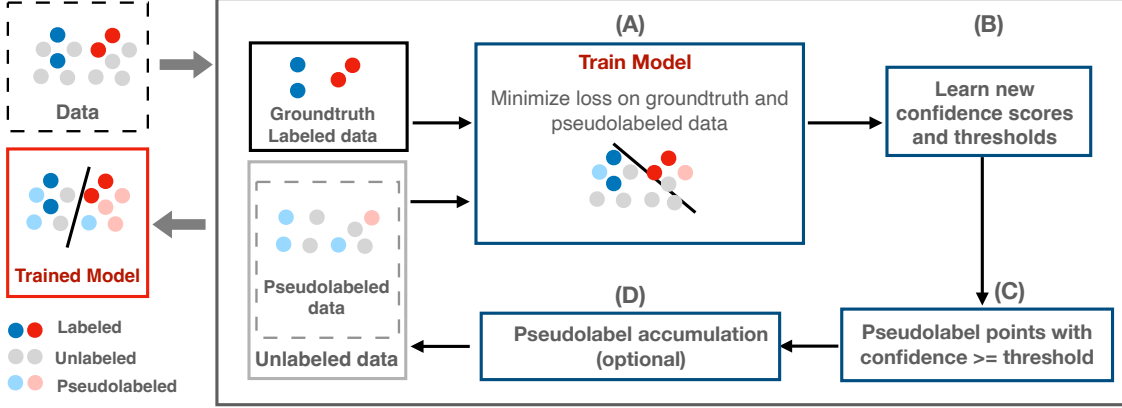 Data
Trained Model
Labeled
Unlabeled
Pseudolabeled
Groundtruth
Labeled data
Pseudolabeled
data
Unlabeled data
(A)
Train Model
Minimize loss on groundtruth and
pseudolabeled data
(B)
Learn new
confidence scores
and thresholds
(C)
Pseudolabel points with
confidence >= threshold
(D)
Pseudolabel accumulation
(optional)